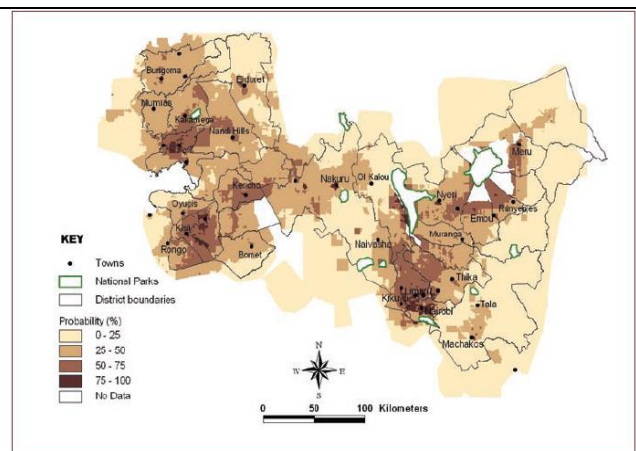 Bungoma
Eldoret
Mumias
Kakamega
Nandi Hills
Meru
Nakuru
Ol Kalou
Kericho
Nyeri
Runyenjes
Embu
Oyugis
Kisii
Muranga
Rongo
Bomet
Naivasha
Thika
Limuru
Kikuyu
Nairobi
Tala
Machakos
KEY
Towns
National Parks
District boundaries
Probability (%)
0 - 25
25 - 50
50 - 75
75 - 100
No Data
N
W
E
S
0 50 100 Kilometers